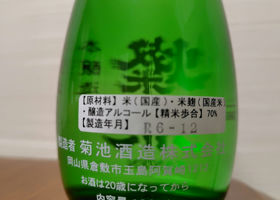 【原材料】米(国産)・米麹(国産米)
・醸造アルコール【精米歩合】70%
【製造年月】 R6-12
製造者 菊池酒造株式会社
岡山県倉敷市玉島阿賀崎
お酒は20歳になってから
内容量